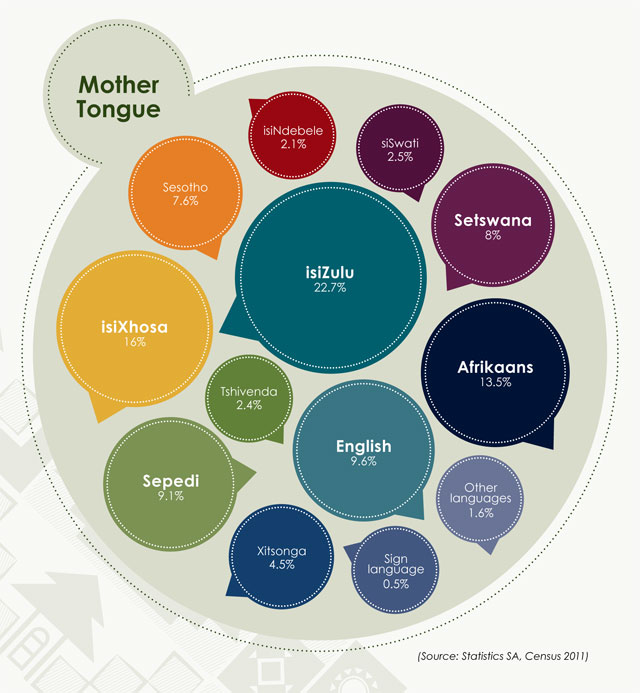 Mother
Tongue
isiNdebele
2.1%
siSwati
2.5%
Sesotho
7.6%
Setswana
8%
isiZulu
22.7%
isiXhosa
16%
Afrikaans
13.5%
Tshivenda
2.4%
English
9.6%
Sepedi
9.1%
Other
languages
1.6%
Xitsonga
4.5%
Sign
language
0.5%
(Source: Statistics SA, Census 2011)